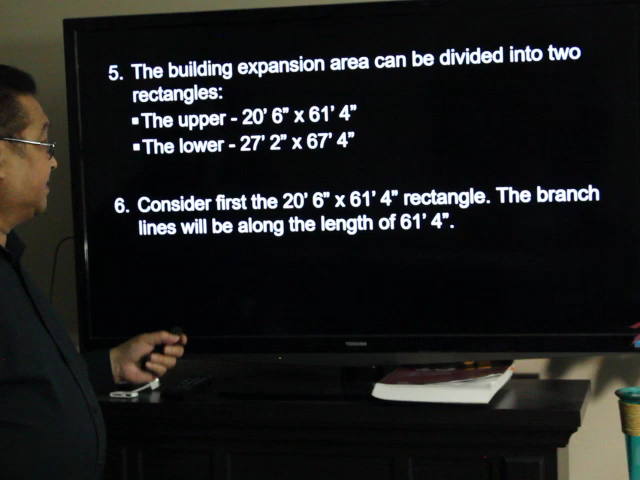 5. The building expansion area can be divided into two
rectangles:
▪The upper - 20' 6" x 61' 4"
▪The lower - 27' 2" x 67' 4"
6. Consider first the 20' 6" x 61' 4" rectangle. The branch
lines will be along the length of 61' 4".
TOSHIBA